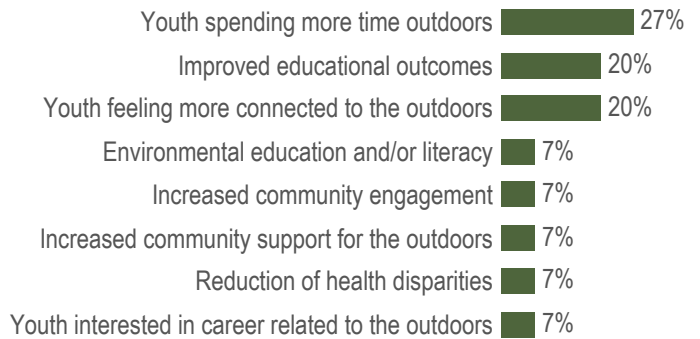 Youth spending more time outdoors 27%
Improved educational outcomes 20%
Youth feeling more connected to the outdoors 20%
Environmental education and/or literacy 7%
Increased community engagement 7%
Increased community support for the outdoors 7%
Reduction of health disparities 7%
Youth interested in career related to the outdoors 7%